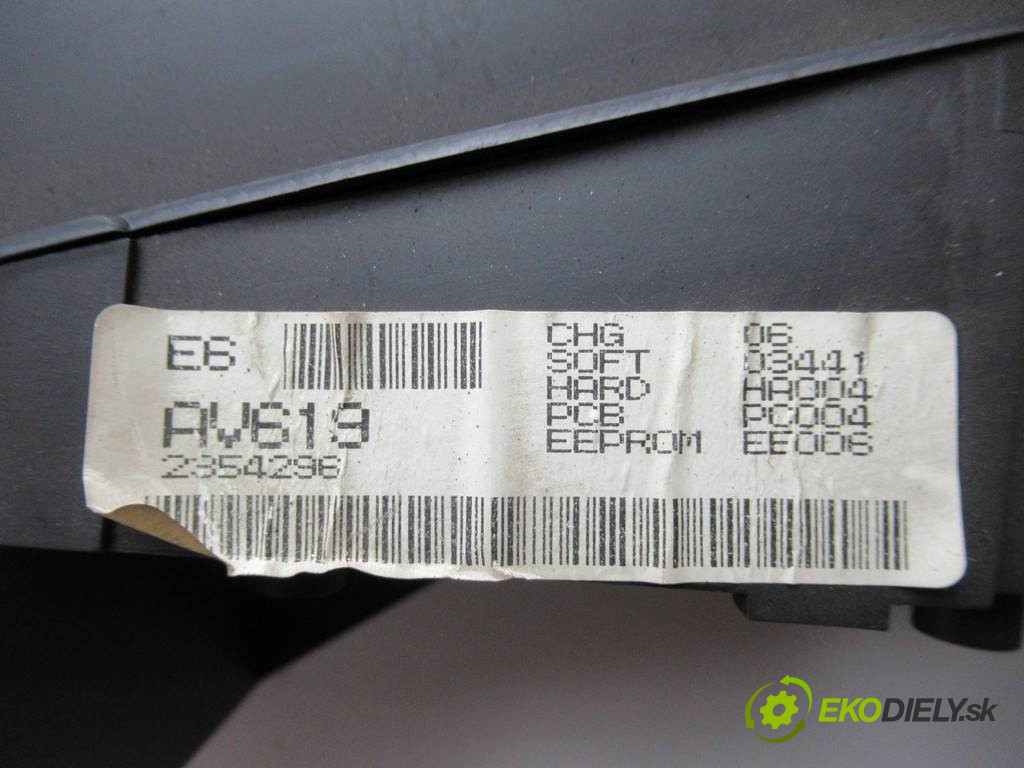 E6
AV619
2354296
CHG 06
SOFT 03441
HARD HA004
PCB PC004
EEPROM EE006
EKODIELY.sk